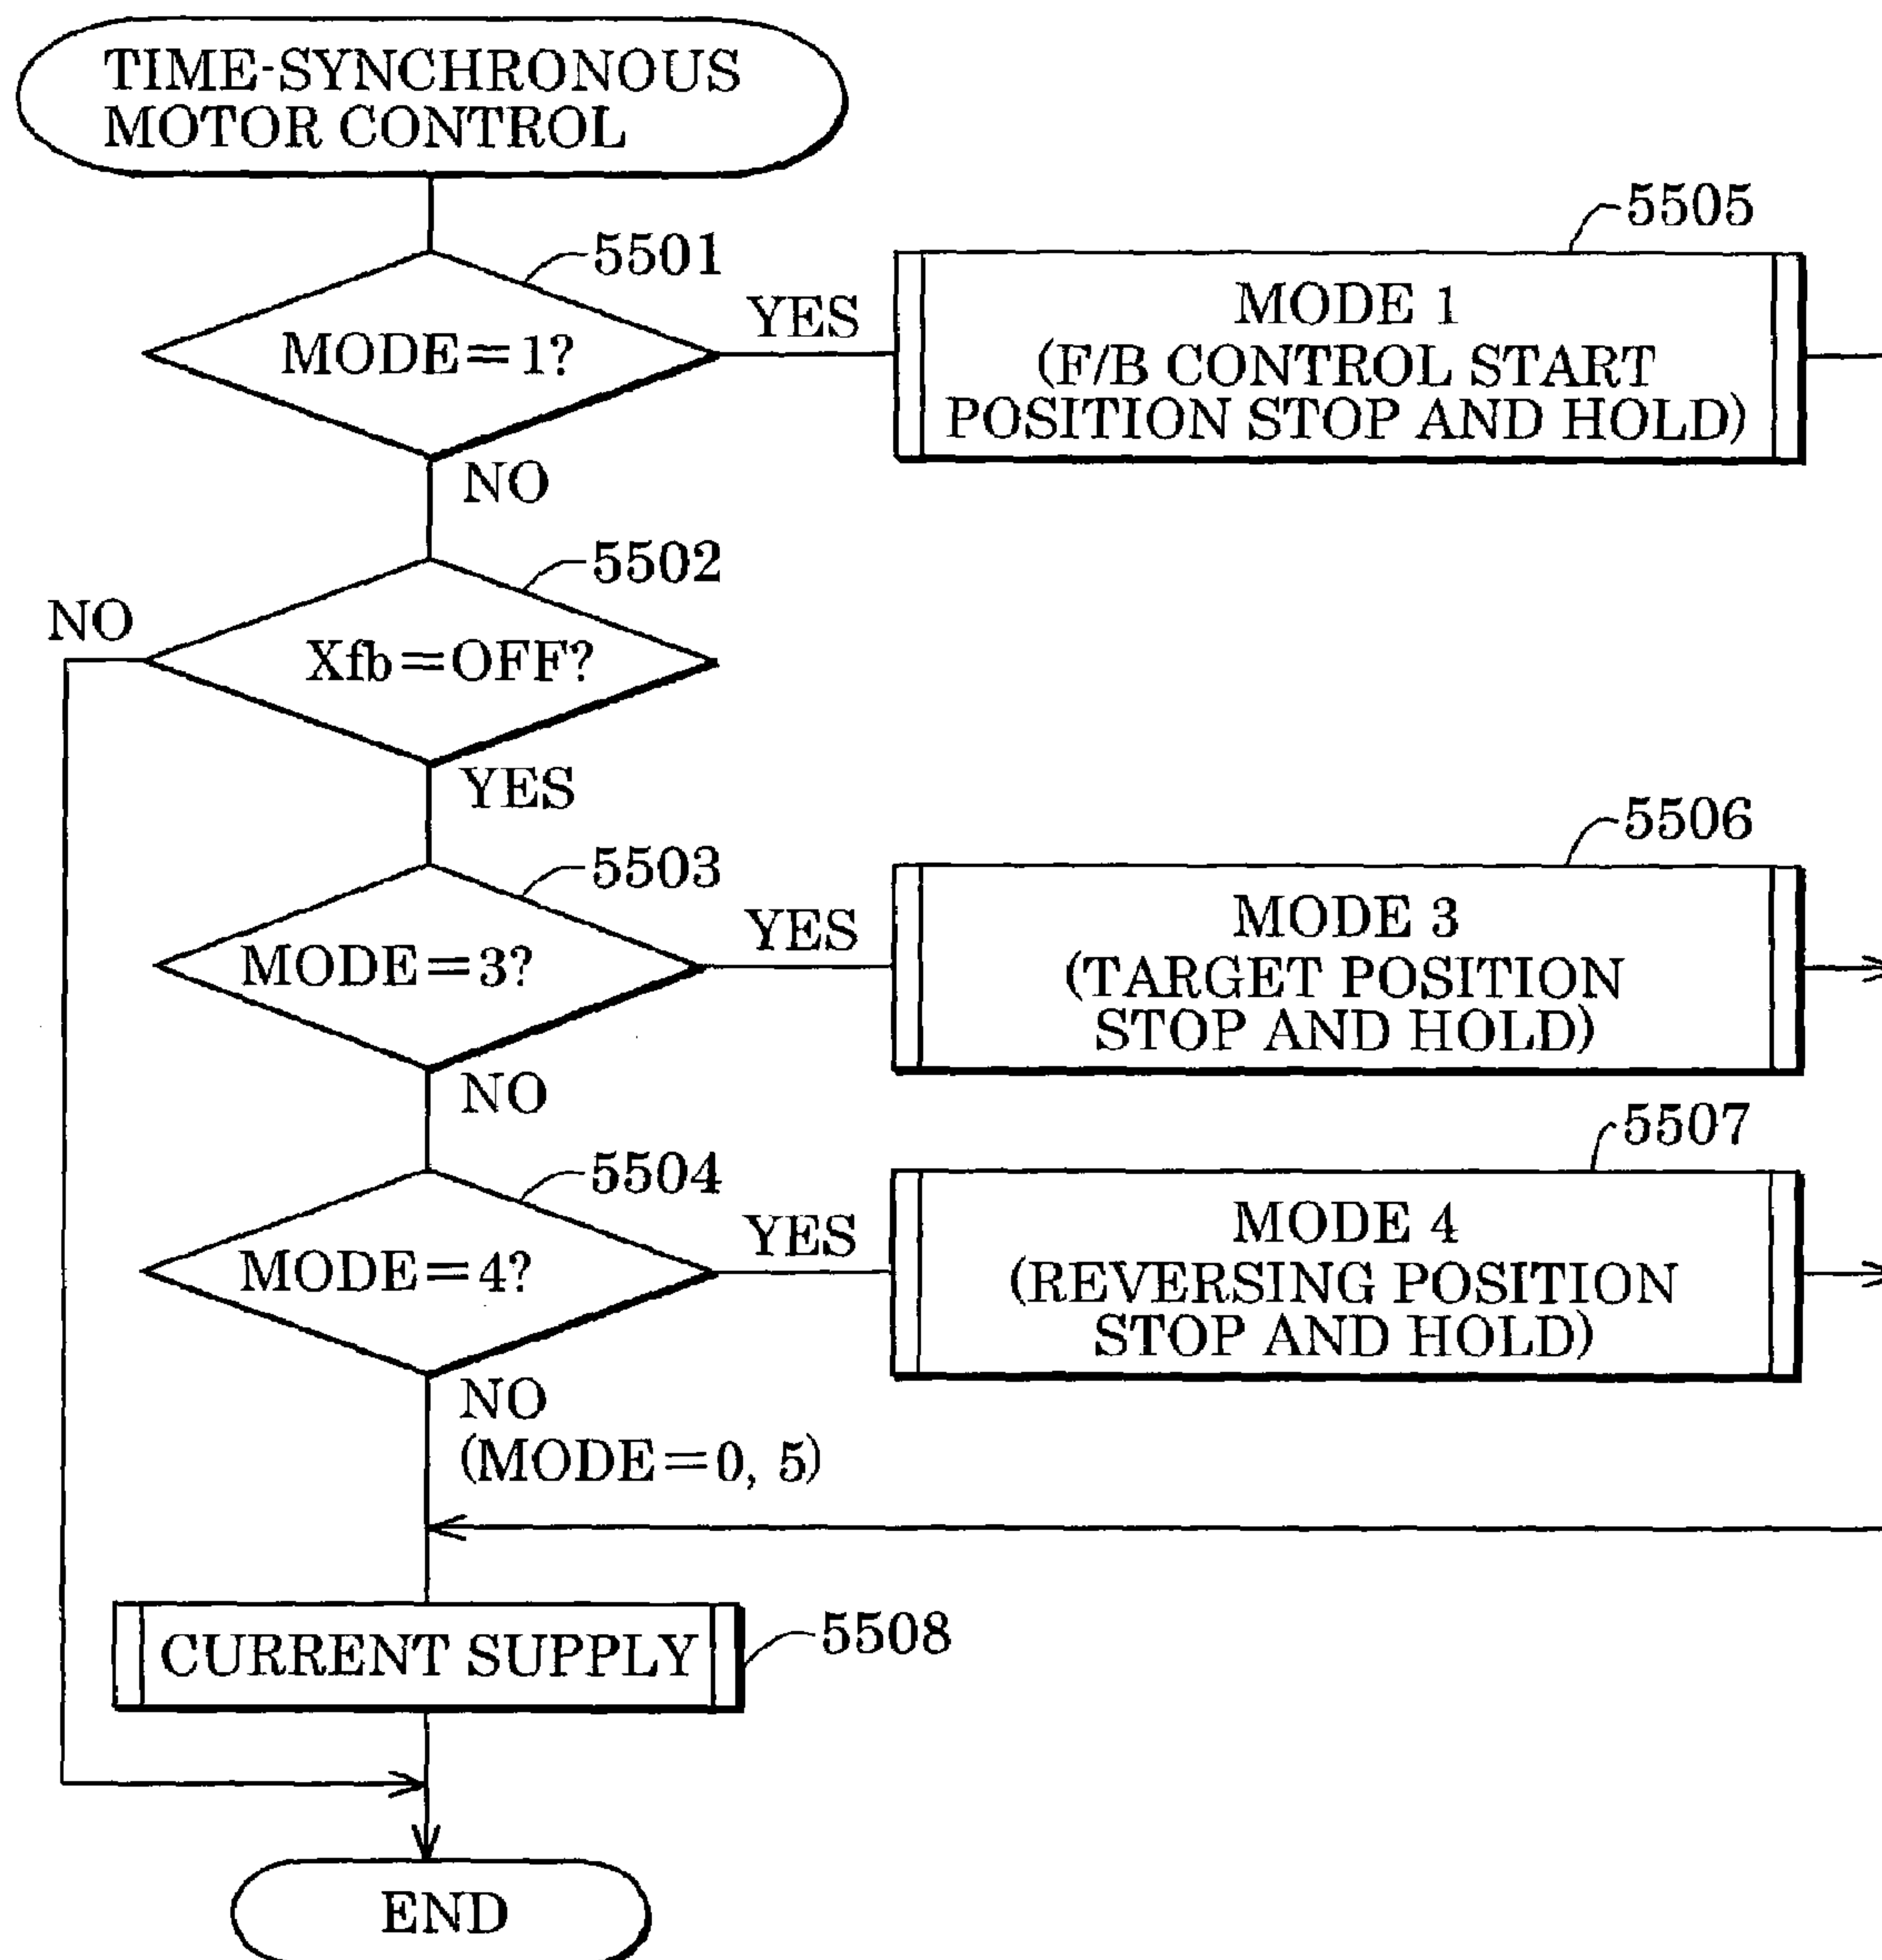 TIME-SYNCHRONOUS
MOTOR CONTROL
5501
MODE=1?
YES
5505
MODE 1
(F/B CONTROL START
POSITION STOP AND HOLD)
NO
5502
NO
Xfb=OFF?
YES
5503
MODE=3?
YES
5506
MODE 3
(TARGET POSITION
STOP AND HOLD)
NO
5504
MODE=4?
YES
5507
MODE 4
(REVERSING POSITION
STOP AND HOLD)
NO
(MODE=0, 5)
CURRENT SUPPLY
5508
END